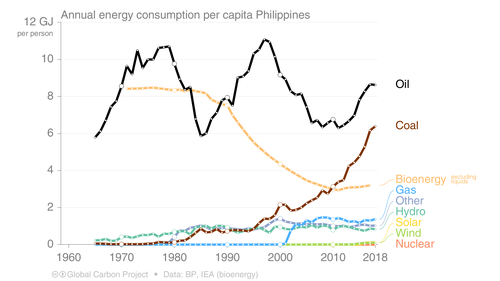 Annual energy consumption per capita Philippines
12 GJ
per person
10
8
6
4
2
0
1960
1970
1980
1990
2000
2010
2018
Oil
Coal
Bioenergy excluding liquids
Gas
Other
Hydro
Solar
Wind
Nuclear
Global Carbon Project • Data: BP, IEA (bioenergy)